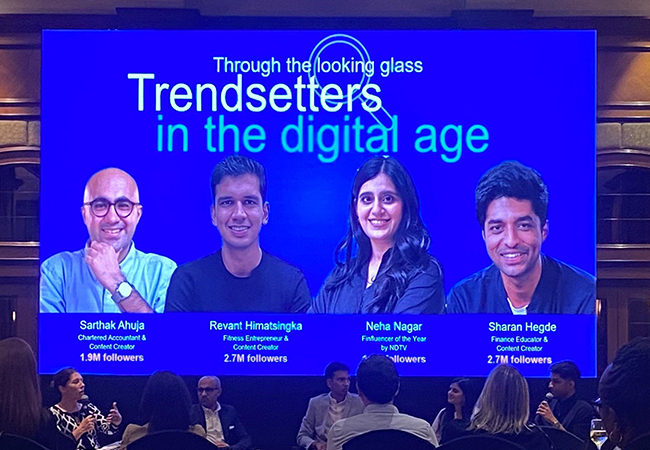 Through the looking glass
Trendsetters
in the digital age
Sarthak Ahuja
Chartered Accountant &
Content Creator
1.9M followers
Revant Himatsingka
Fitness Entrepreneur &
Content Creator
2.7M followers
Neha Nagar
Finfluencer of the Year
by NDTV
followers
Sharan Hegde
Finance Educator &
Content Creator
2.7M followers